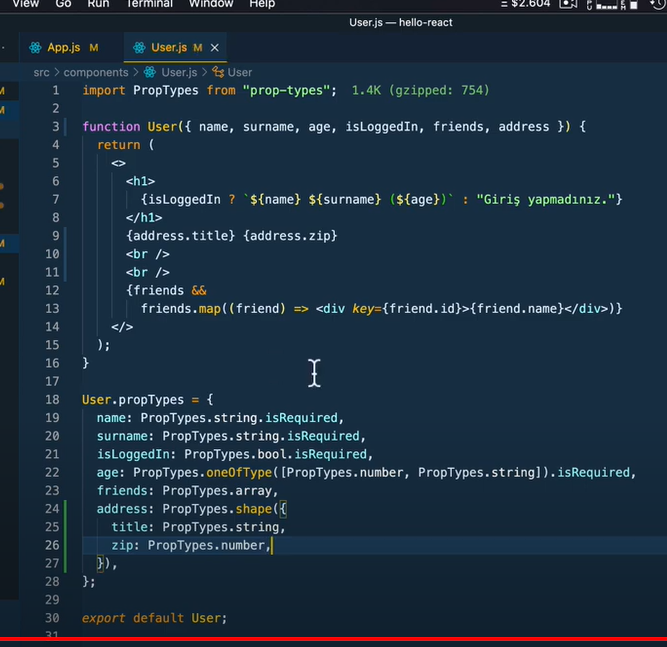 View Go Run Terminal Window Help
$2.604
User.js — hello-react
App.js M User.js M ×
src > components > User.js > User
1 import PropTypes from "prop-types"; 1.4K (gzipped: 754)
2
3 function User({ name, surname, age, isLoggedIn, friends, address }) {
4 return (
5 <>
6 <h1>
7 {isLoggedIn ? `${name} ${surname} (${age})` : "Giriş yapmadınız."}
8 </h1>
9 {address.title} {address.zip}
10 <br />
11 <br />
12 {friends &&
13 friends.map((friend) => <div key={friend.id}>{friend.name}</div>)}
14 </>
15 );
16 }
17
18 User.propTypes = {
19 name: PropTypes.string.isRequired,
20 surname: PropTypes.string.isRequired,
21 isLoggedIn: PropTypes.bool.isRequired,
22 age: PropTypes.oneOfType([PropTypes.number, PropTypes.string]).isRequired,
23 friends: PropTypes.array,
24 address: PropTypes.shape({
25 title: PropTypes.string,
26 zip: PropTypes.number,
27 }),
28 };
29
30 export default User;
31